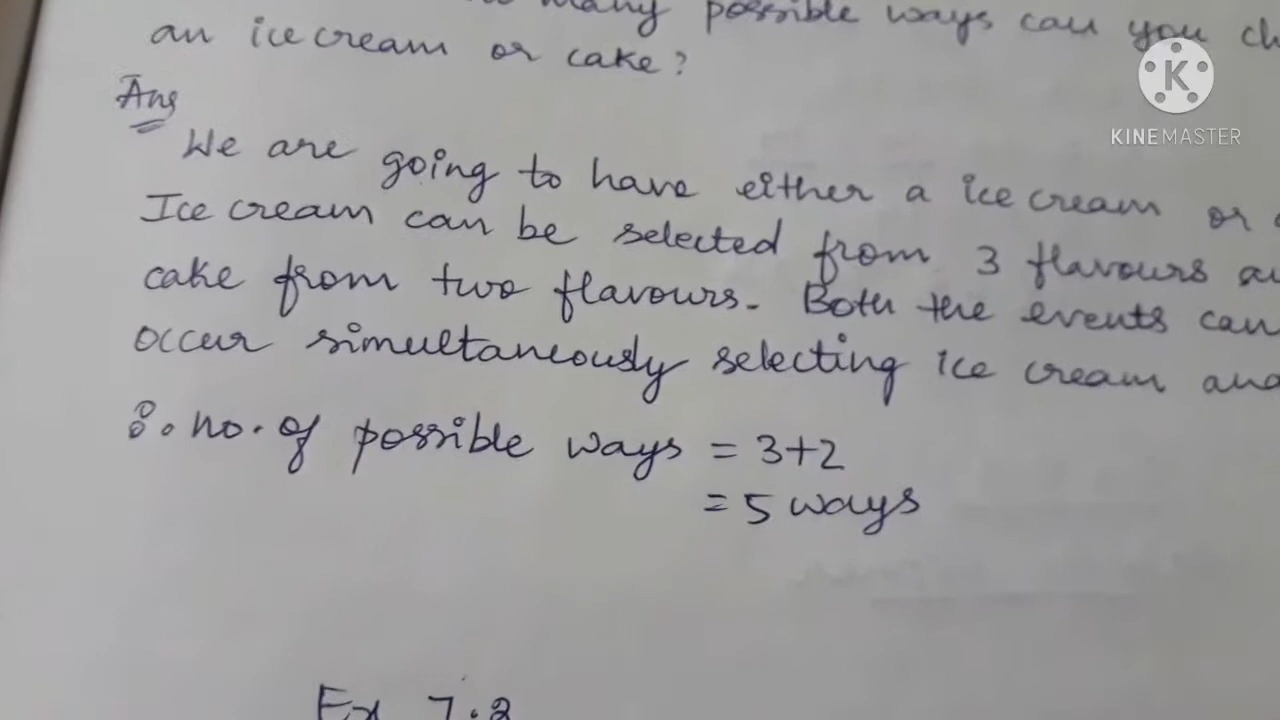 many possible ways can you
an ice cream or cake?
Ans
We are going to have either a ice cream or
Ice cream can be selected from 3 flavours
cake from two flavours. Both the events can
occur simultaneously selecting ice cream and
∴ no. of possible ways = 3+2
= 5 ways
Ex 7.2
K
KINEMASTER